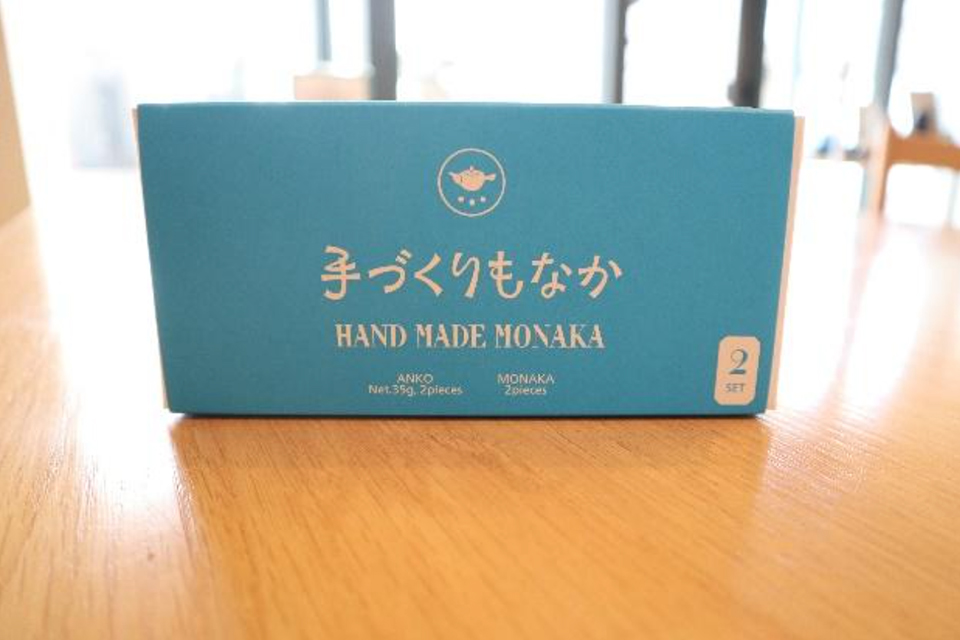 手づくりもなか
HAND MADE MONAKA
ANKO
Net.35g, 2pieces
MONAKA
2pieces
2
SET